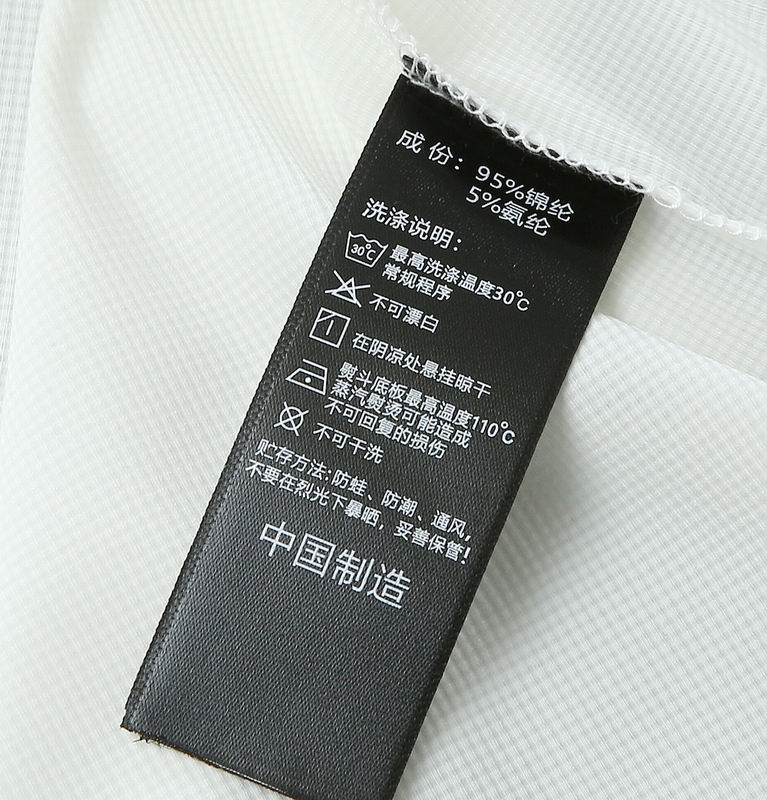 成份：95%锦纶
5%氨纶
洗涤说明：
30℃ 最高洗涤温度30℃
常规程序
不可漂白
在阴凉处悬挂晾干
熨斗底板最高温度110℃
蒸汽熨烫可能造成
不可回复的损伤
不可干洗
贮存方法:防蛀、防潮、通风,
不要在烈光下暴晒，妥善保管!
中国制造